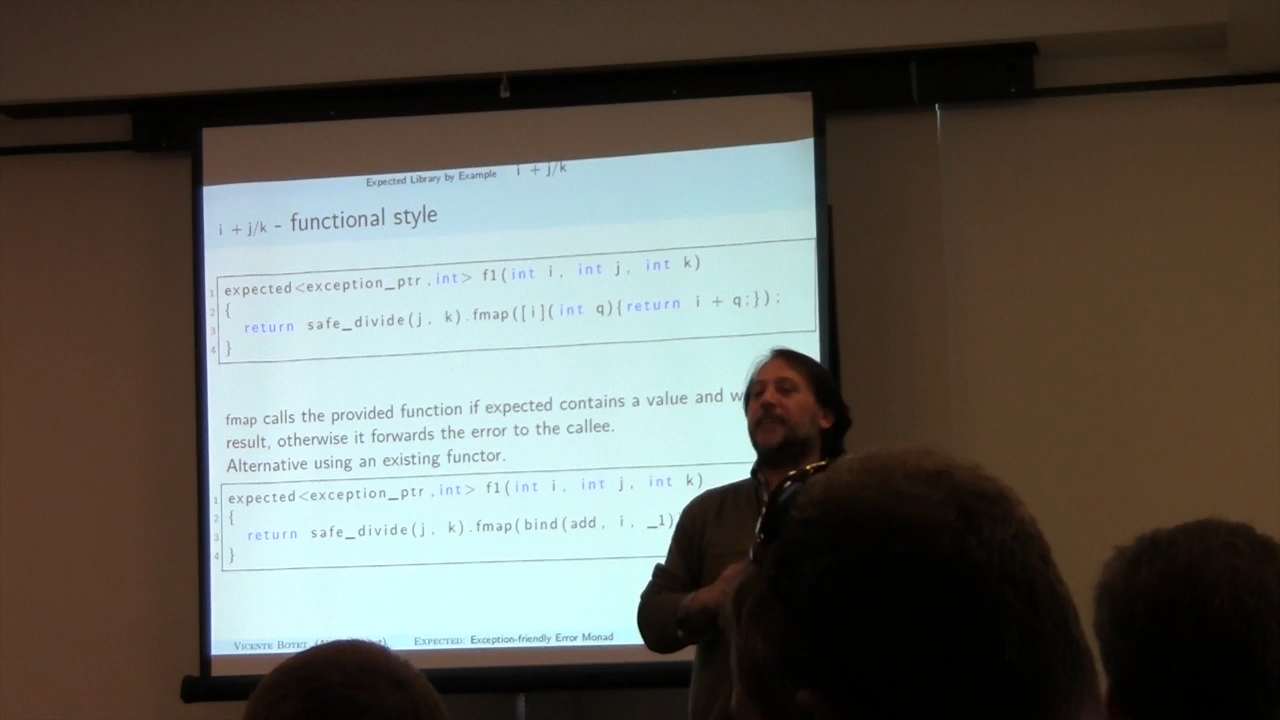 Expected Library by Example i + j/k
i + j/k - functional style
1 expected<exception_ptr,int> f1(int i, int j, int k)
2 {
3 return safe_divide(j, k).fmap([i](int q){return i + q;});
4 }
fmap calls the provided function if expected contains a value and w
result, otherwise it forwards the error to the callee.
Alternative using an existing functor.
1 expected<exception_ptr,int> f1(int i, int j, int k)
2 {
3 return safe_divide(j, k).fmap(bind(add, i, _1)
4 }
Vicente Botet EXPECTED: Exception-friendly Error Monad